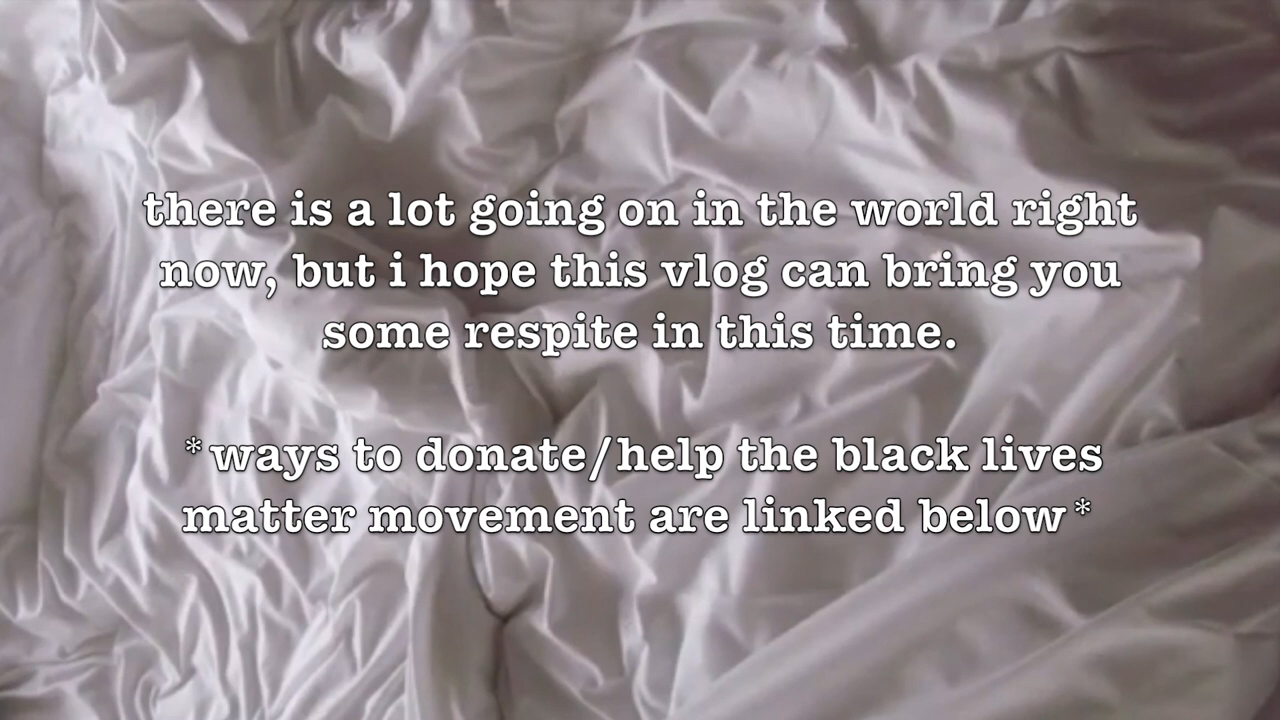 there is a lot going on in the world right
now, but i hope this vlog can bring you
some respite in this time.
*ways to donate/help the black lives
matter movement are linked below*